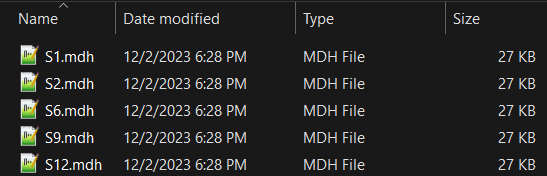 Name Date modified Type Size
S1.mdh 12/2/2023 6:28 PM MDH File 27 KB
S2.mdh 12/2/2023 6:28 PM MDH File 27 KB
S6.mdh 12/2/2023 6:28 PM MDH File 27 KB
S9.mdh 12/2/2023 6:28 PM MDH File 27 KB
S12.mdh 12/2/2023 6:28 PM MDH File 27 KB